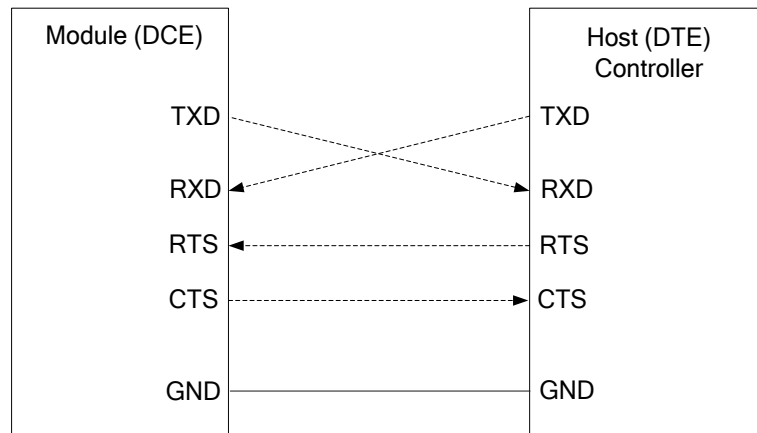 Module (DCE)
TXD
RXD
RTS
CTS
GND
Host (DTE)
Controller
TXD
RXD
RTS
CTS
GND